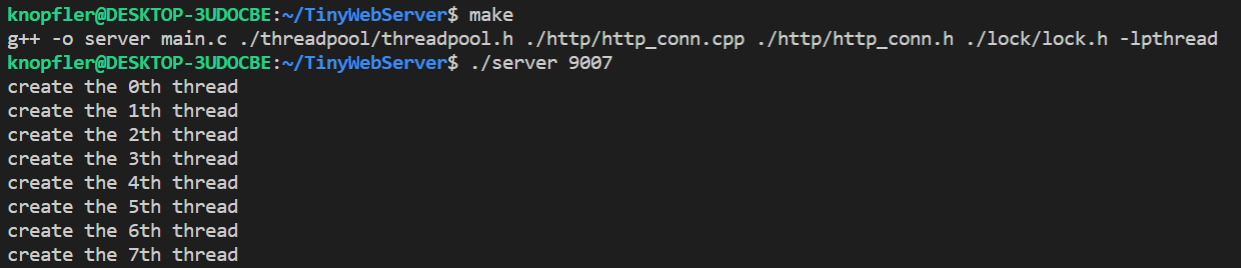 knopfler@DESKTOP-3UDOCBE:~/TinyWebServer$ make
g++ -o server main.c ./threadpool/threadpool.h ./http/http_conn.cpp ./http/http_conn.h ./lock/lock.h -lpthread
knopfler@DESKTOP-3UDOCBE:~/TinyWebServer$ ./server 9007
create the 0th thread
create the 1th thread
create the 2th thread
create the 3th thread
create the 4th thread
create the 5th thread
create the 6th thread
create the 7th thread